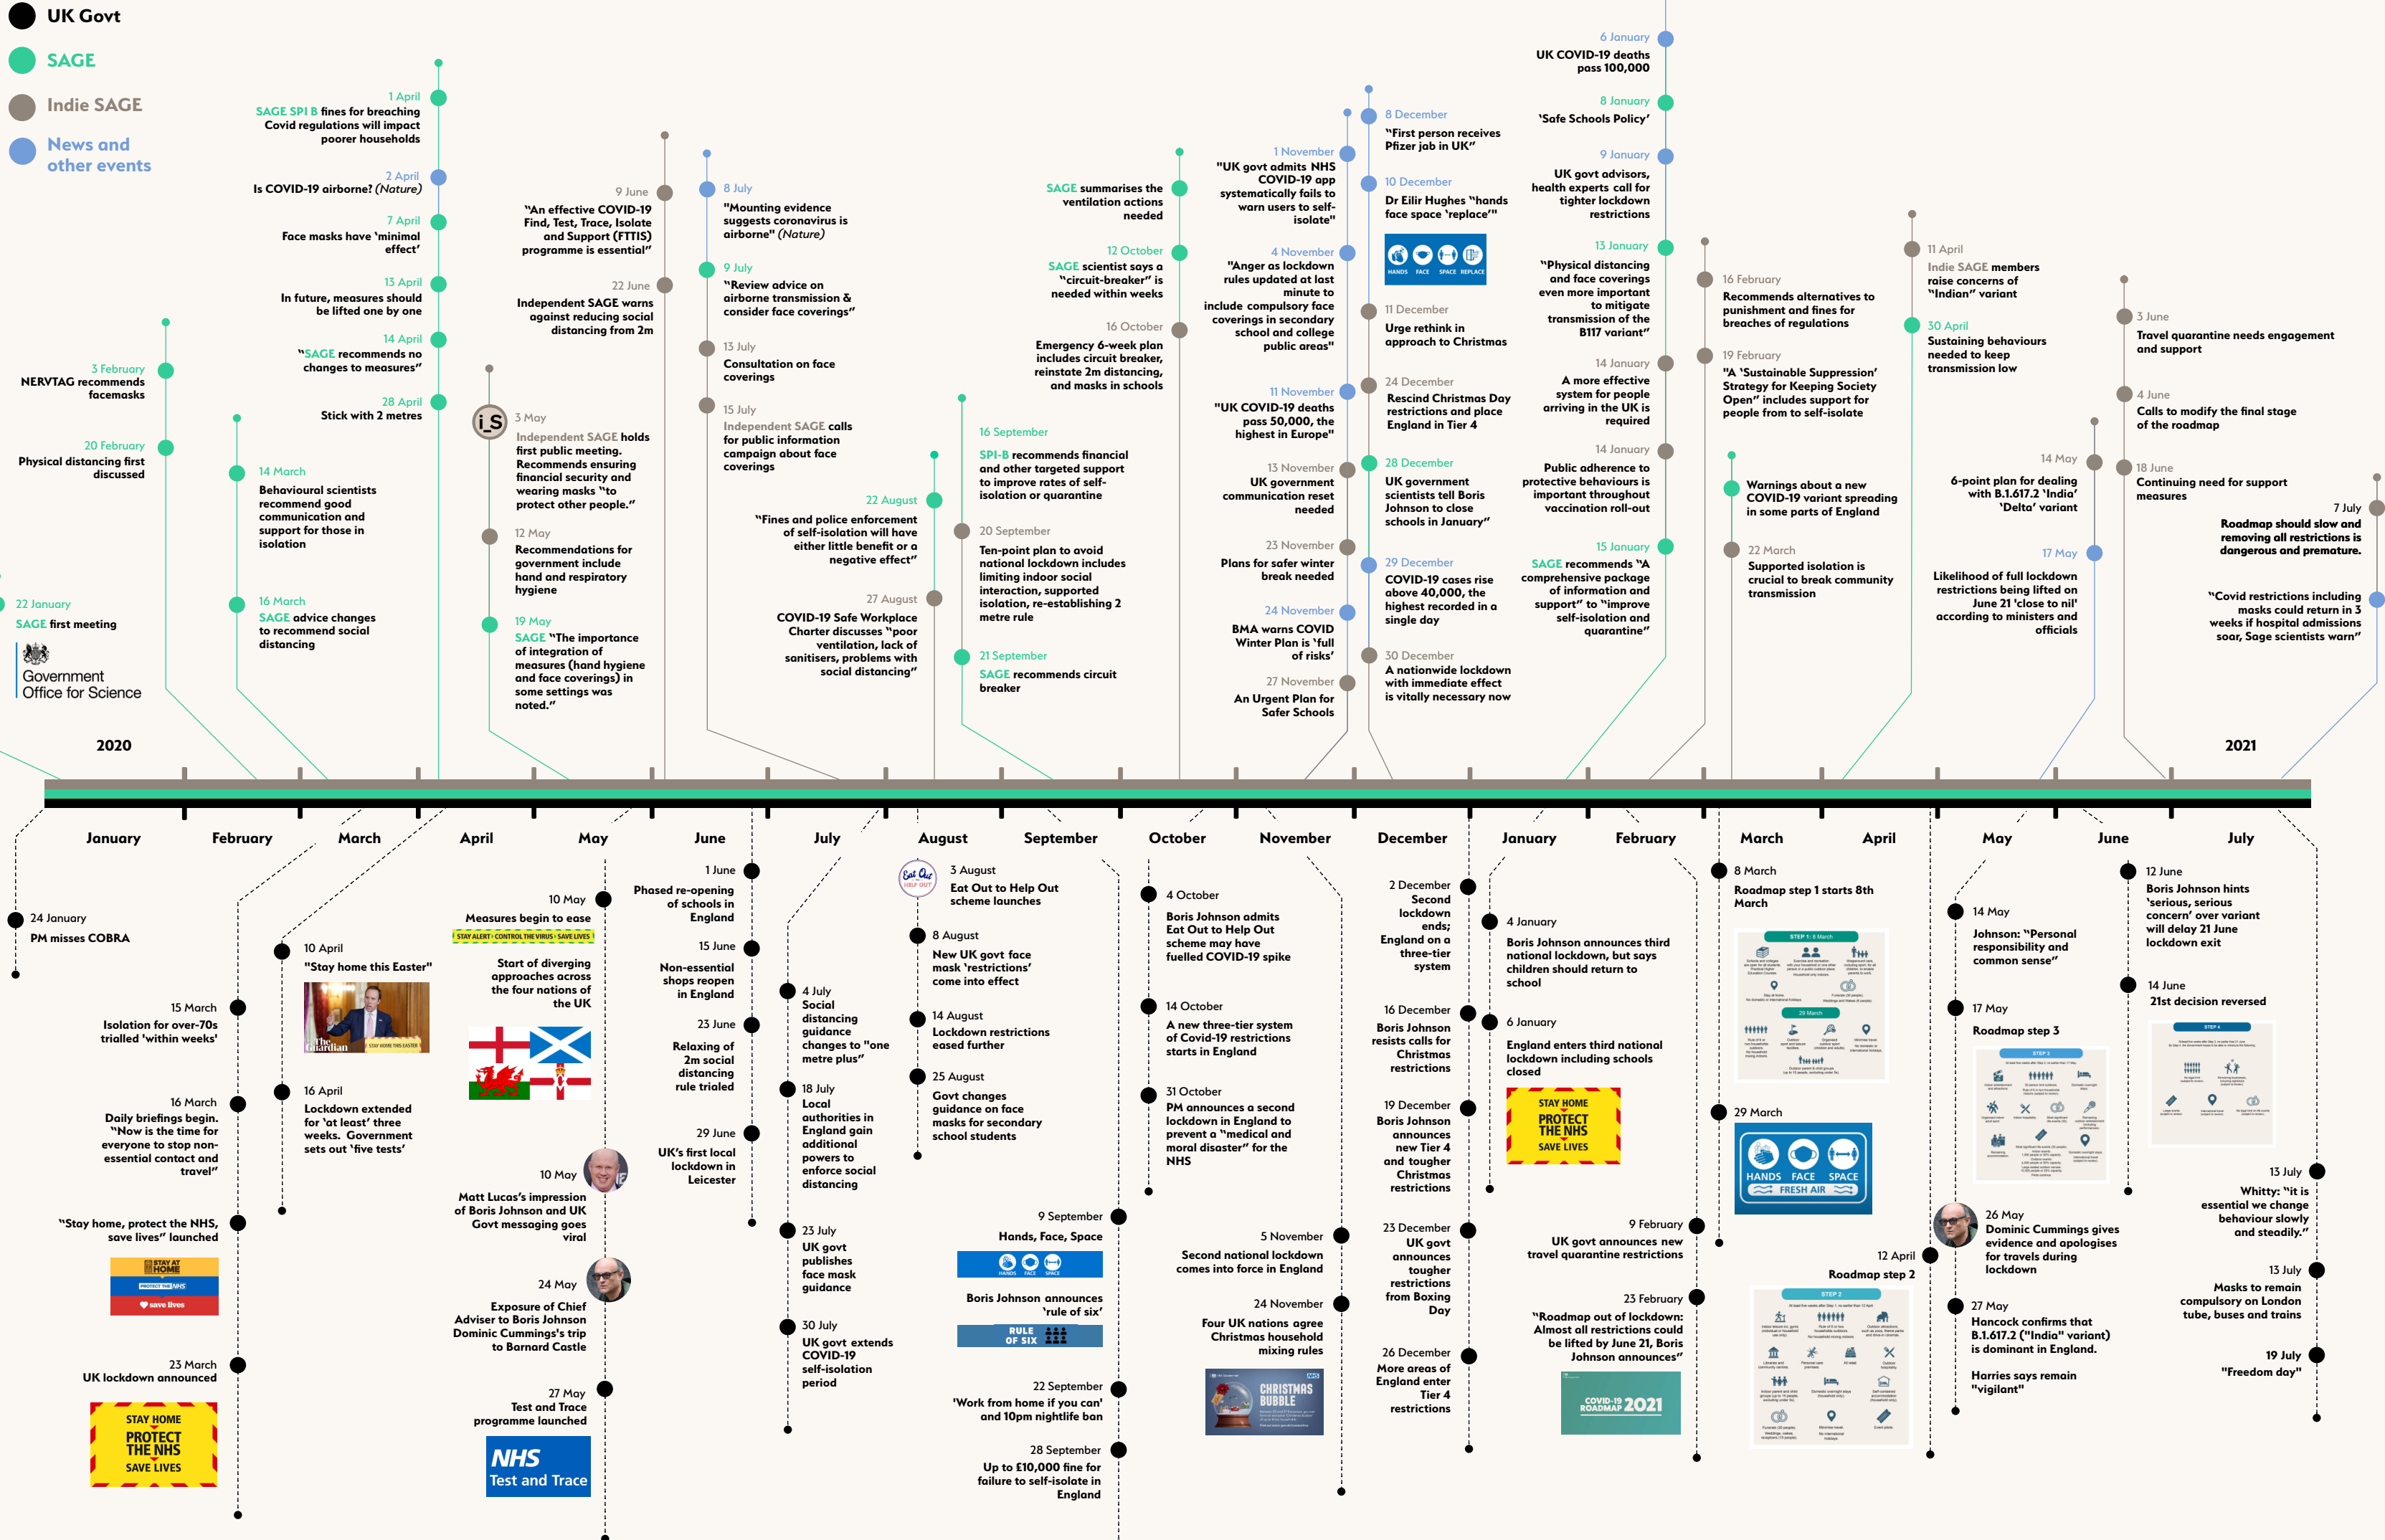 UK Govt
SAGE
Indie SAGE
News and
other events
22 January
SAGE first meeting
Government
Office for Science
3 February
NERVTAG recommends
facemasks
20 February
Physical distancing first
discussed
14 March
Behavioural scientists
recommend good
communication and
support for those in
isolation
16 March
SAGE advice changes
to recommend social
distancing
1 April
SAGE SPI B fines for breaching
Covid regulations will impact
poorer households
2 April
Is COVID-19 airborne? (Nature)
7 April
Face masks have ‘minimal
effect’
13 April
In future, measures should
be lifted one by one
14 April
“SAGE recommends no
changes to measures”
28 April
Stick with 2 metres
i_S
3 May
Independent SAGE holds
first public meeting.
Recommends ensuring
financial security and
wearing masks “to
protect other people.”
12 May
Recommendations for
government include
hand and respiratory
hygiene
19 May
SAGE “The importance
of integration of
measures (hand hygiene
and face coverings) in
some settings was
noted.”
9 June
“An effective COVID-19
Find, Test, Trace, Isolate
and Support (FTTIS)
programme is essential”
22 June
Independent SAGE warns
against reducing social
distancing from 2m
8 July
"Mounting evidence
suggests coronavirus is
airborne" (Nature)
9 July
“Review advice on
airborne transmission &
consider face coverings”
13 July
Consultation on face
coverings
15 July
Independent SAGE calls
for public information
campaign about face
coverings
22 August
“Fines and police enforcement
of self-isolation will have
either little benefit or a
negative effect”
27 August
COVID-19 Safe Workplace
Charter discusses “poor
ventilation, lack of
sanitisers, problems with
social distancing”
16 September
SPI-B recommends financial
and other targeted support
to improve rates of self-
isolation or quarantine
20 September
Ten-point plan to avoid
national lockdown includes
limiting indoor social
interaction, supported
isolation, re-establishing 2
metre rule
21 September
SAGE recommends circuit
breaker
SAGE summarises the
ventilation actions
needed
12 October
SAGE scientist says a
“circuit-breaker” is
needed within weeks
16 October
Emergency 6-week plan
includes circuit breaker,
reinstate 2m distancing,
and masks in schools
1 November
"UK govt admits NHS
COVID-19 app
systematically fails to
warn users to self-
isolate"
4 November
"Anger as lockdown
rules updated at last
minute to
include compulsory face
coverings in secondary
school and college
public areas"
11 November
"UK COVID-19 deaths
pass 50,000, the
highest in Europe"
13 November
UK government
communication reset
needed
23 November
Plans for safer winter
break needed
24 November
BMA warns COVID
Winter Plan is ‘full
of risks’
27 November
An Urgent Plan for
Safer Schools
8 December
“First person receives
Pfizer jab in UK”
10 December
Dr Eilir Hughes “hands
face space ‘replace’"
HANDS FACE SPACE REPLACE
11 December
Urge rethink in
approach to Christmas
24 December
Rescind Christmas Day
restrictions and place
England in Tier 4
28 December
UK government
scientists tell Boris
Johnson to close
schools in January”
29 December
COVID-19 cases rise
above 40,000, the
highest recorded in a
single day
30 December
A nationwide lockdown
with immediate effect
is vitally necessary now
6 January
UK COVID-19 deaths
pass 100,000
8 January
‘Safe Schools Policy’
9 January
UK govt advisors,
health experts call for
tighter lockdown
restrictions
13 January
“Physical distancing
and face coverings
even more important
to mitigate
transmission of the
B117 variant”
14 January
A more effective
system for people
arriving in the UK is
required
14 January
Public adherence to
protective behaviours is
important throughout
vaccination roll-out
15 January
SAGE recommends “A
comprehensive package
of information and
support” to “improve
self-isolation and
quarantine”
16 February
Recommends alternatives to
punishment and fines for
breaches of regulations
19 February
"A ‘Sustainable Suppression’
Strategy for Keeping Society
Open” includes support for
people from to self-isolate
Warnings about a new
COVID-19 variant spreading
in some parts of England
22 March
Supported isolation is
crucial to break community
transmission
11 April
Indie SAGE members
raise concerns of
“Indian” variant
30 April
Sustaining behaviours
needed to keep
transmission low
14 May
6-point plan for dealing
with B.1.617.2 ‘India’
‘Delta’ variant
17 May
Likelihood of full lockdown
restrictions being lifted on
June 21 'close to nil'
according to ministers and
officials
3 June
Travel quarantine needs engagement
and support
4 June
Calls to modify the final stage
of the roadmap
18 June
Continuing need for support
measures
7 July
Roadmap should slow and
removing all restrictions is
dangerous and premature.
“Covid restrictions including
masks could return in 3
weeks if hospital admissions
soar, Sage scientists warn”
2020
2021
January
February
March
April
May
June
July
August
September
October
November
December
January
February
March
April
May
June
July
24 January
PM misses COBRA
15 March
Isolation for over-70s
trialled 'within weeks'
16 March
Daily briefings begin.
“Now is the time for
everyone to stop non-
essential contact and
travel”
“Stay home, protect the NHS,
save lives” launched
STAY AT
HOME
PROTECT THE NHS
save lives
23 March
UK lockdown announced
STAY HOME
PROTECT
THE NHS
SAVE LIVES
10 April
"Stay home this Easter"
The
Guardian
STAY HOME THIS EASTER
16 April
Lockdown extended
for ‘at least’ three
weeks. Government
sets out ‘five tests’
10 May
Measures begin to ease
STAY ALERT CONTROL THE VIRUS SAVE LIVES
Start of diverging
approaches across
the four nations of
the UK
10 May
Matt Lucas’s impression
of Boris Johnson and UK
Govt messaging goes
viral
24 May
Exposure of Chief
Adviser to Boris Johnson
Dominic Cummings's trip
to Barnard Castle
27 May
Test and Trace
programme launched
NHS
Test and Trace
1 June
Phased re-opening
of schools in
England
15 June
Non-essential
shops reopen
in England
23 June
Relaxing of
2m social
distancing
rule trialed
29 June
UK’s first local
lockdown in
Leicester
4 July
Social
distancing
guidance
changes to "one
metre plus”
18 July
Local
authorities in
England gain
additional
powers to
enforce social
distancing
23 July
UK govt
publishes
face mask
guidance
30 July
UK govt extends
COVID-19
self-isolation
period
Eat Out
HELP OUT
3 August
Eat Out to Help Out
scheme launches
8 August
New UK govt face
mask ‘restrictions’
come into effect
14 August
Lockdown restrictions
eased further
25 August
Govt changes
guidance on face
masks for secondary
school students
9 September
Hands, Face, Space
HANDS FACE SPACE
Boris Johnson announces
‘rule of six’
RULE
OF SIX
22 September
'Work from home if you can'
and 10pm nightlife ban
28 September
Up to £10,000 fine for
failure to self-isolate in
England
4 October
Boris Johnson admits
Eat Out to Help Out
scheme may have
fuelled COVID-19 spike
14 October
A new three-tier system
of Covid-19 restrictions
starts in England
31 October
PM announces a second
lockdown in England to
prevent a “medical and
moral disaster” for the
NHS
5 November
Second national lockdown
comes into force in England
24 November
Four UK nations agree
Christmas household
mixing rules
NHS
CHRISTMAS
BUBBLE
2 December
Second
lockdown
ends;
England on a
three-tier
system
16 December
Boris Johnson
resists calls for
Christmas
restrictions
19 December
Boris Johnson
announces
new Tier 4
and tougher
Christmas
restrictions
23 December
UK govt
announces
tougher
restrictions
from Boxing
Day
26 December
More areas of
England enter
Tier 4
restrictions
4 January
Boris Johnson announces third
national lockdown, but says
children should return to
school
6 January
England enters third national
lockdown including schools
closed
STAY HOME
PROTECT
THE NHS
SAVE LIVES
9 February
UK govt announces new
travel quarantine restrictions
23 February
“Roadmap out of lockdown:
Almost all restrictions could
be lifted by June 21, Boris
Johnson announces”
COVID-19
ROADMAP 2021
8 March
Roadmap step 1 starts 8th
March
STEP 1: 8 March
29 March
29 March
HANDS FACE SPACE
FRESH AIR
12 April
Roadmap step 2
STEP 2
14 May
Johnson: “Personal
responsibility and
common sense”
17 May
Roadmap step 3
STEP 3
26 May
Dominic Cummings gives
evidence and apologises
for travels during
lockdown
27 May
Hancock confirms that
B.1.617.2 ("India" variant)
is dominant in England.
Harries says remain
"vigilant"
12 June
Boris Johnson hints
‘serious, serious
concern’ over variant
will delay 21 June
lockdown exit
14 June
21st decision reversed
STEP 4
13 July
Whitty: “it is
essential we change
behaviour slowly
and steadily.”
13 July
Masks to remain
compulsory on London
tube, buses and trains
19 July
"Freedom day"